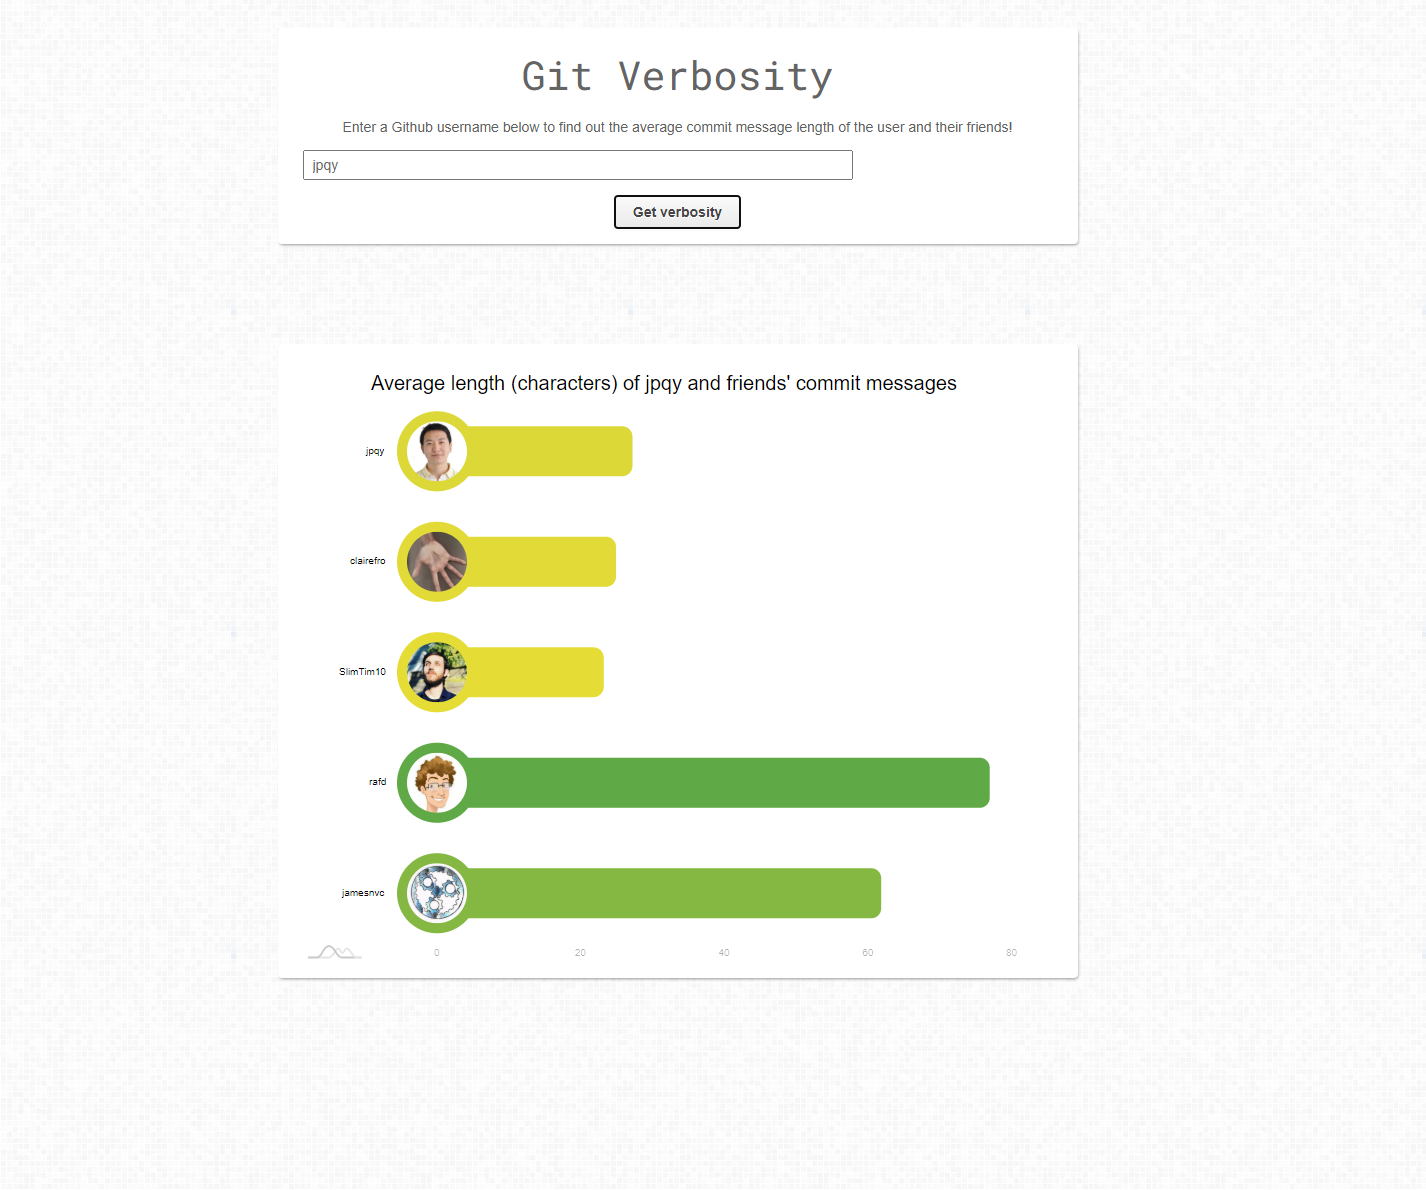 Git Verbosity
Enter a Github username below to find out the average commit message length of the user and their friends!
jpqy
Get verbosity
Average length (characters) of jpqy and friends' commit messages
jpqy
clairefro
SlimTim10
rafd
jamesnvc
0 20 40 60 80